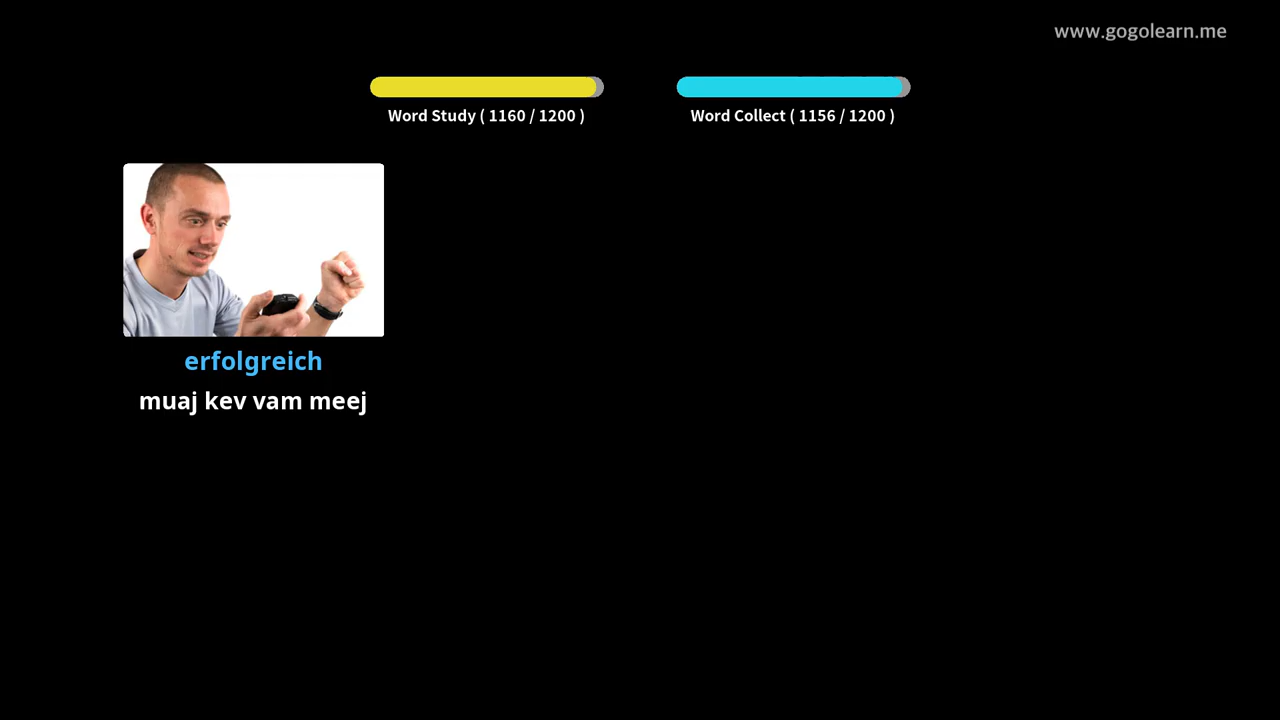 www.gogolearn.me
Word Study ( 1160 / 1200 )
Word Collect ( 1156 / 1200 )
erfolgreich
muaj kev vam meej